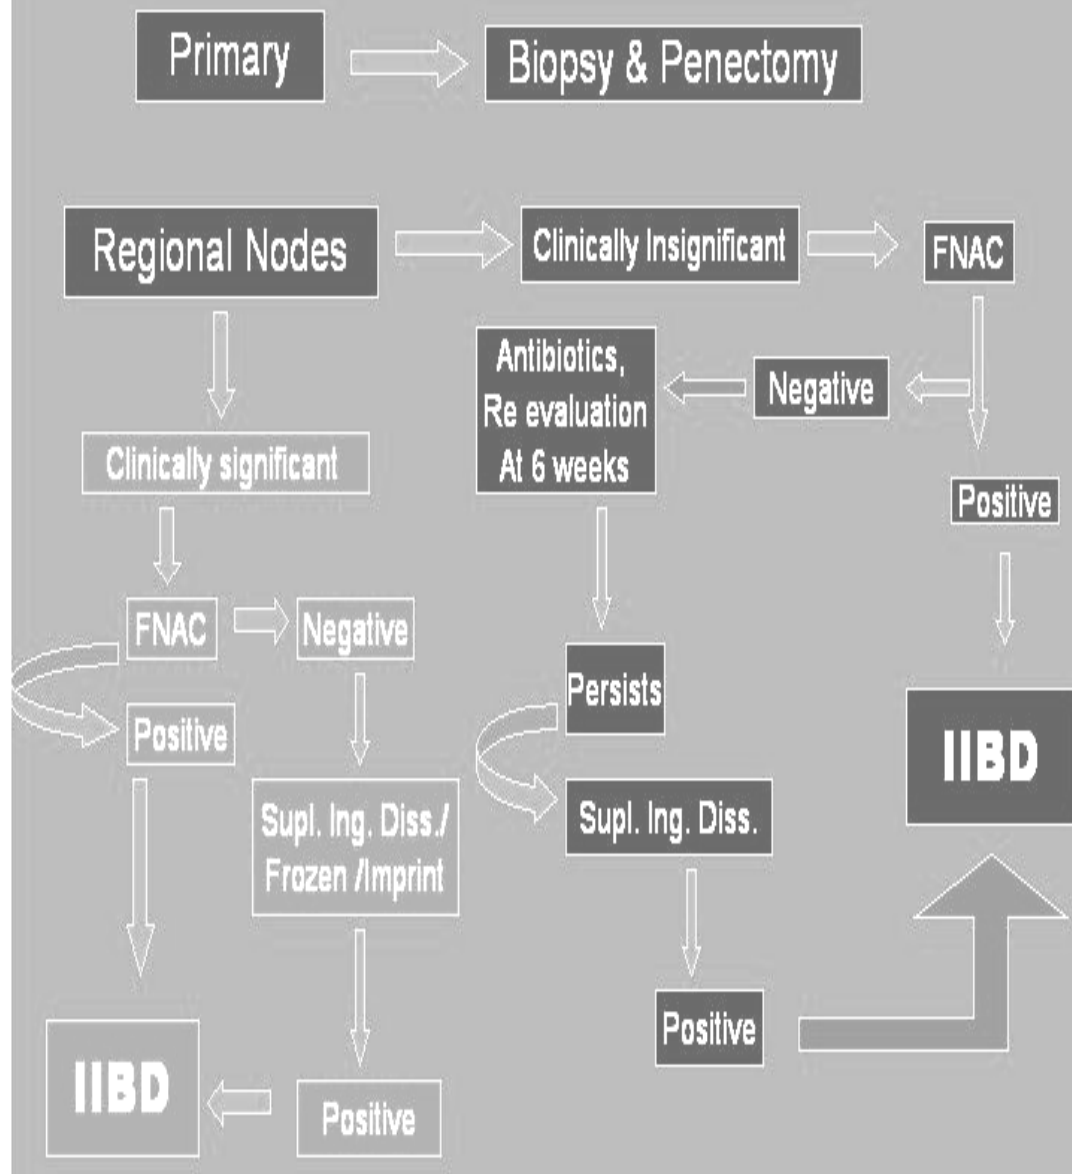 Primary
Biopsy & Penectomy
Regional Nodes
Clinically Insignificant
FNAC
Antibiotics,
Re evaluation
At 6 weeks
Negative
Clinically significant
Positive
FNAC
Negative
Persists
Positive
IIBD
Supl. Ing. Diss./
Frozen /Imprint
Supl. Ing. Diss.
Positive
IIBD
Positive